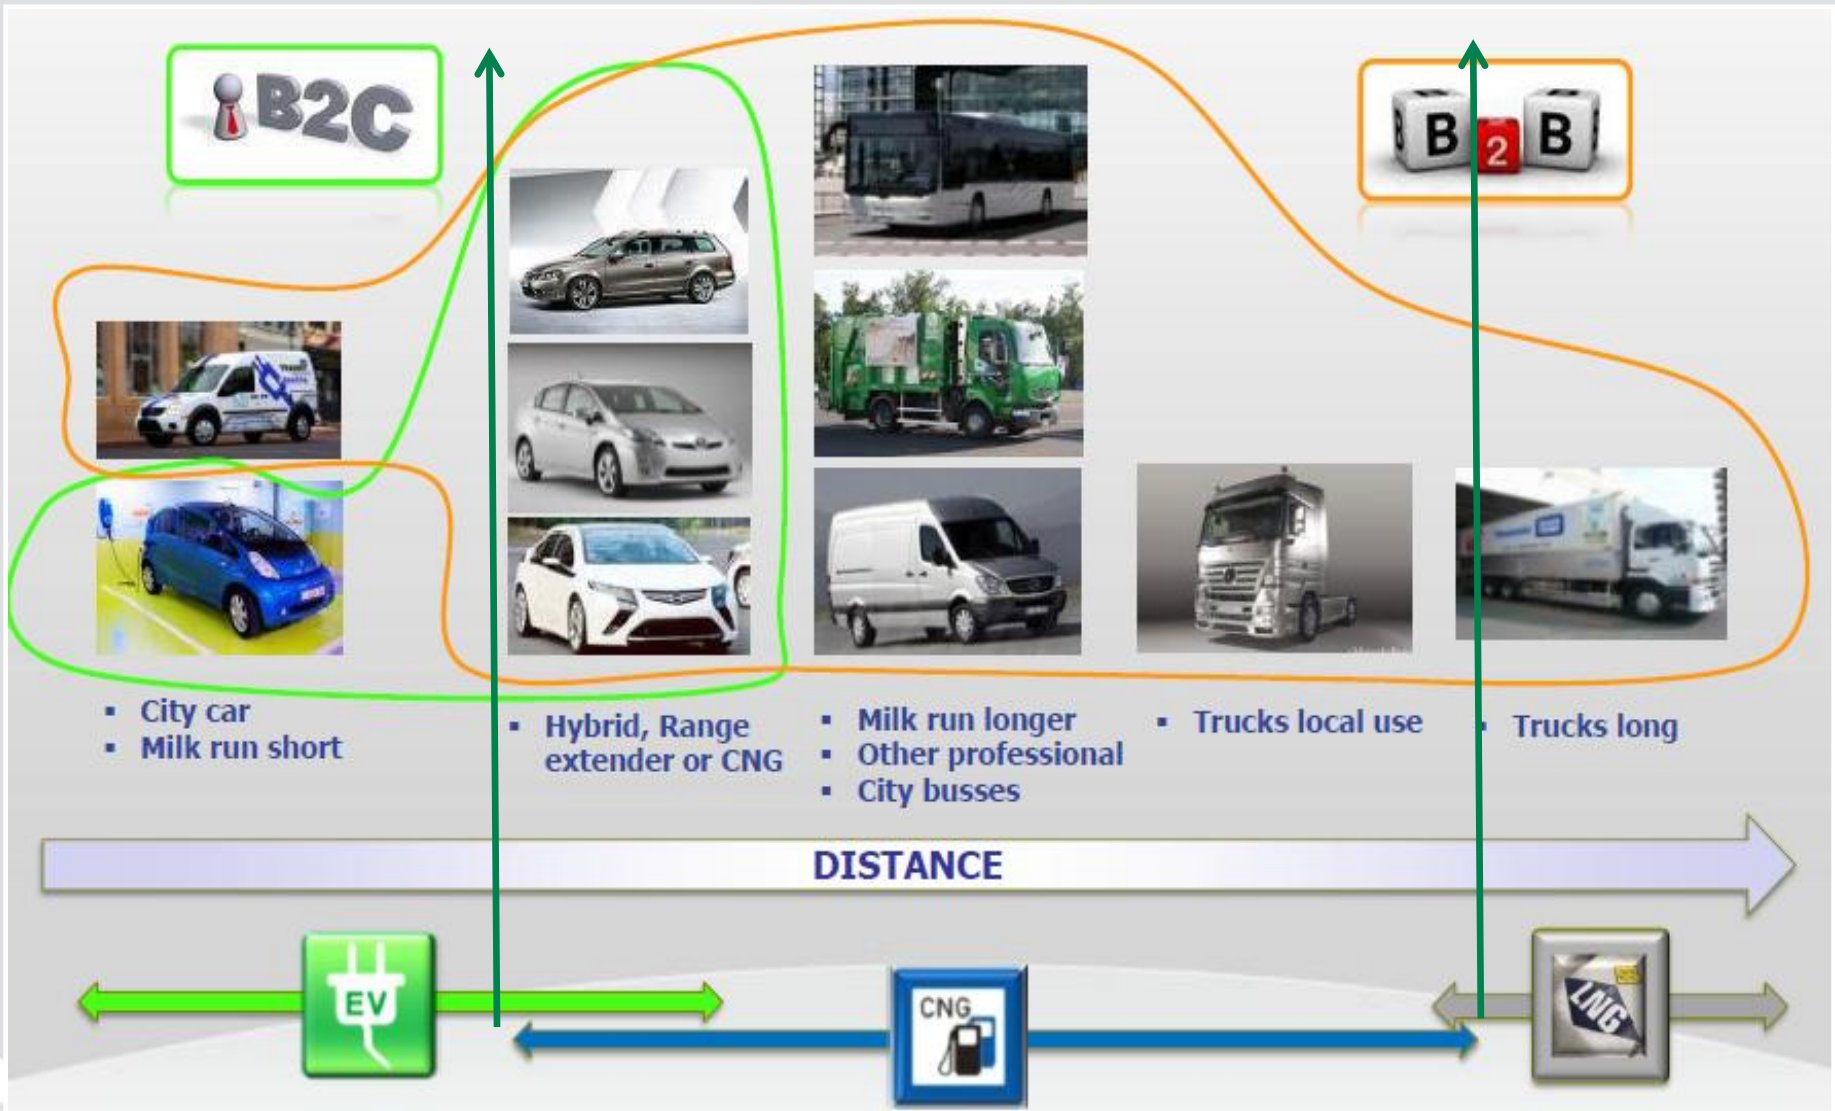 B2C
B
2
B
▪ City car
▪ Milk run short
▪ Hybrid, Range
extender or CNG
▪ Milk run longer
▪ Other professional
▪ City busses
▪ Trucks local use
▪ Trucks long
DISTANCE
EV
CNG
LNG